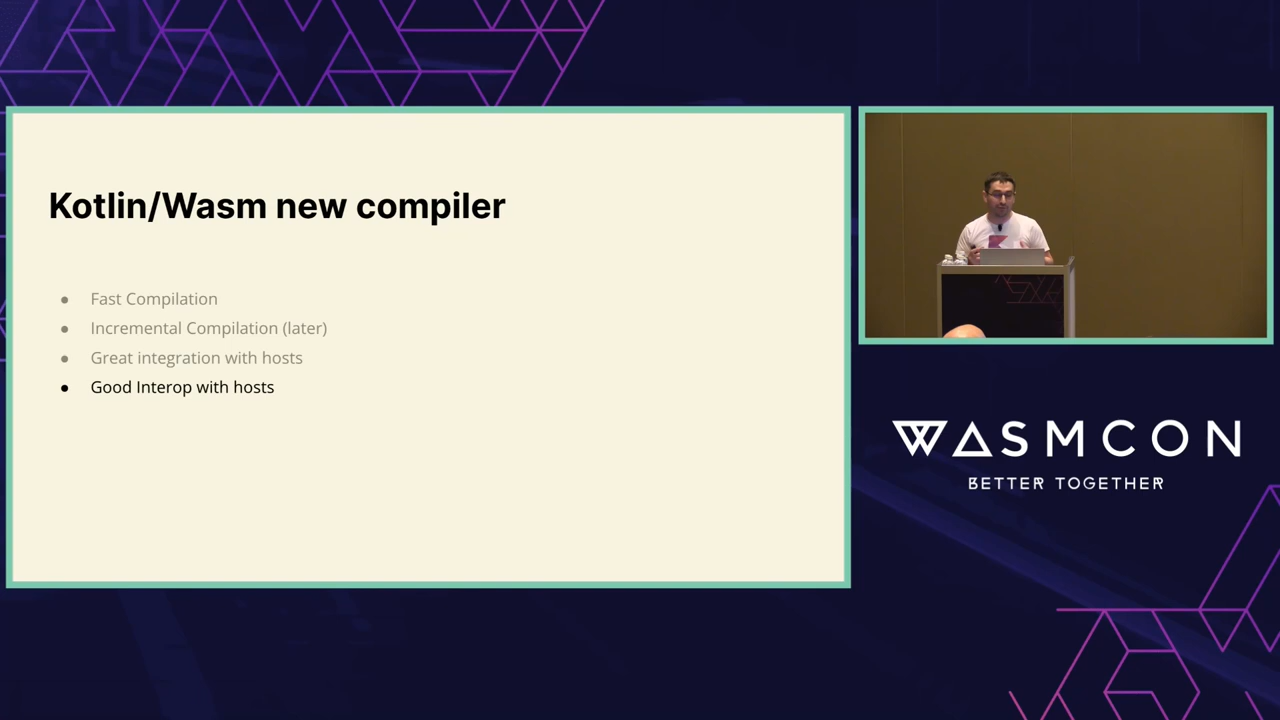 Kotlin/Wasm new compiler
● Fast Compilation
● Incremental Compilation (later)
● Great integration with hosts
● Good Interop with hosts
WASMCON
BETTER TOGETHER